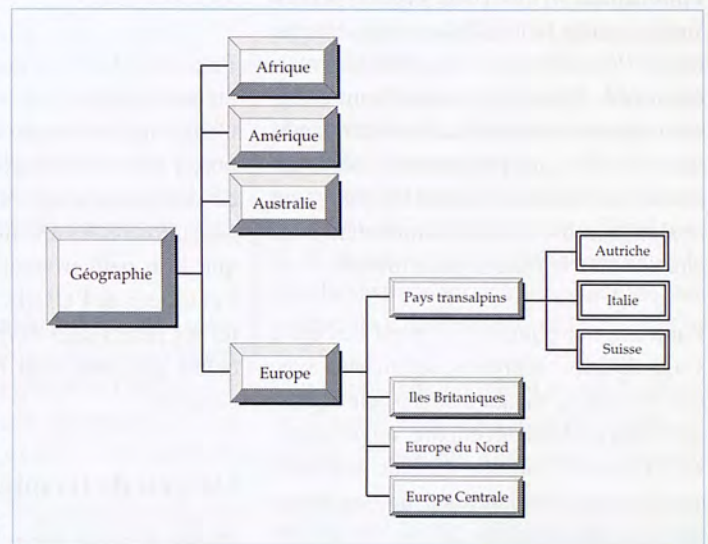 Géographie
Afrique
Amérique
Australie
Europe
Pays transalpins
Autriche
Italie
Suisse
Iles Britaniques
Europe du Nord
Europe Centrale